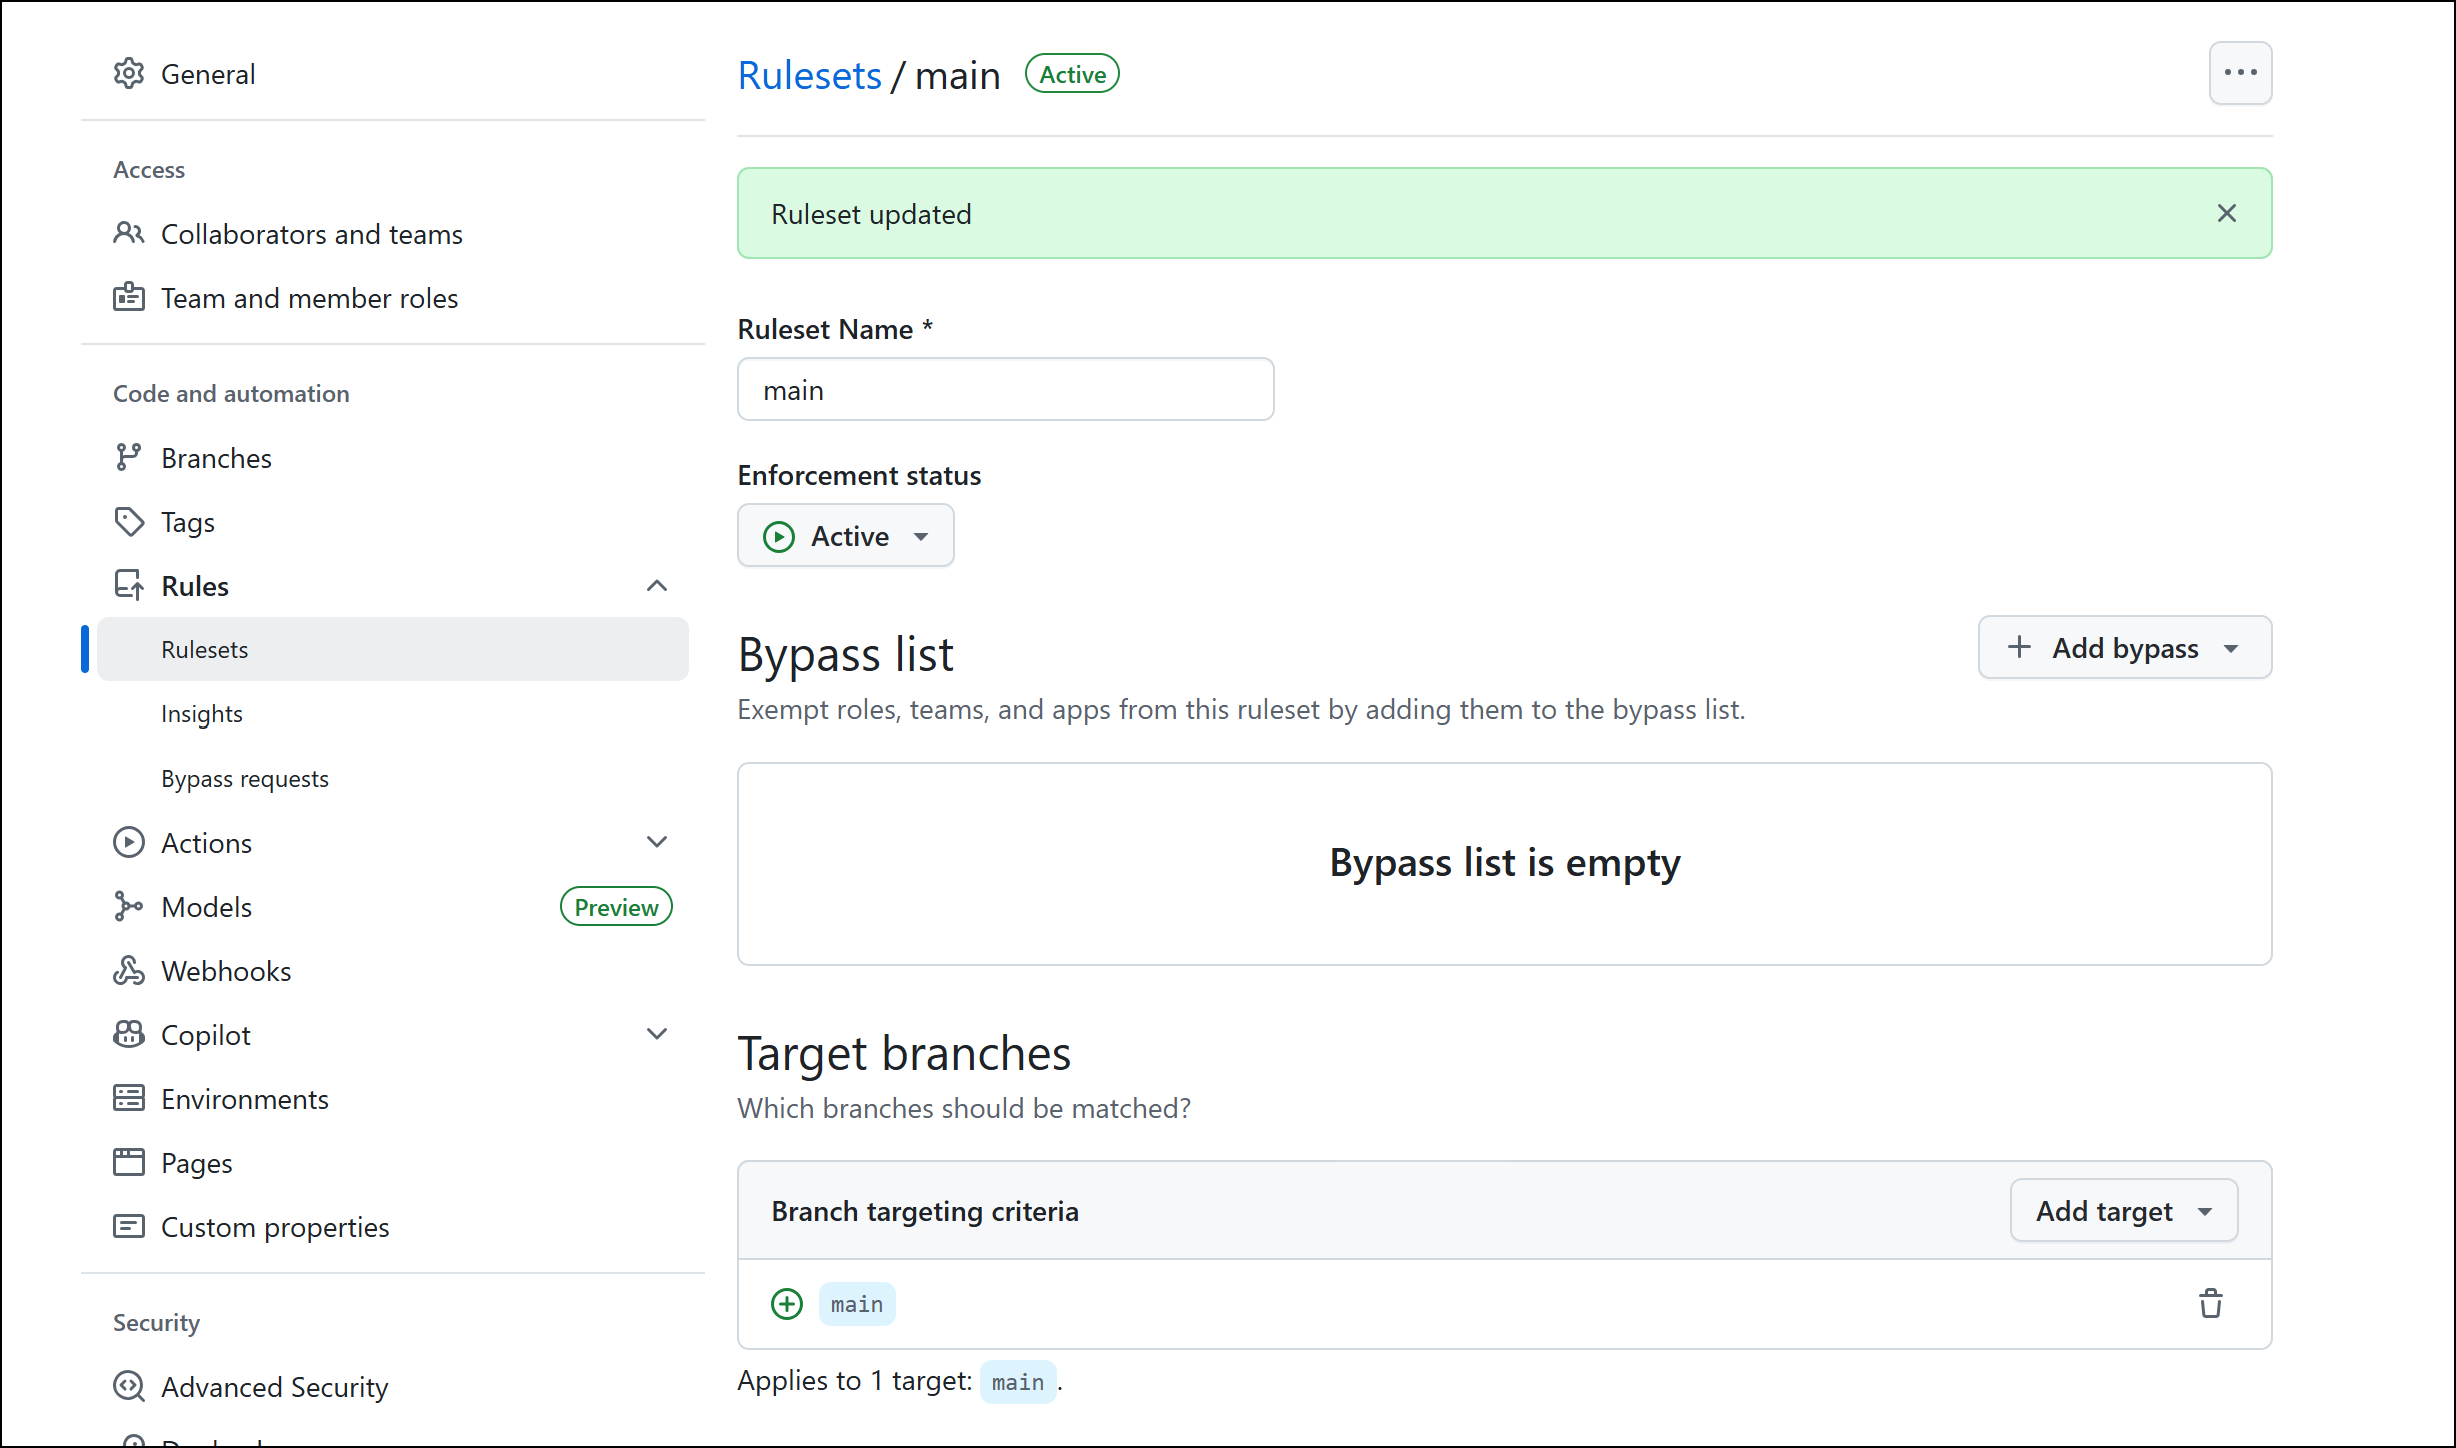 General
Access
Collaborators and teams
Team and member roles
Code and automation
Branches
Tags
Rules
Rulesets
Insights
Bypass requests
Actions
Models Preview
Webhooks
Copilot
Environments
Pages
Custom properties
Security
Advanced Security
Rulesets / main Active
Ruleset updated
Ruleset Name *
main
Enforcement status
Active
Bypass list
Add bypass
Exempt roles, teams, and apps from this ruleset by adding them to the bypass list.
Bypass list is empty
Target branches
Which branches should be matched?
Branch targeting criteria
Add target
main
Applies to 1 target: main.